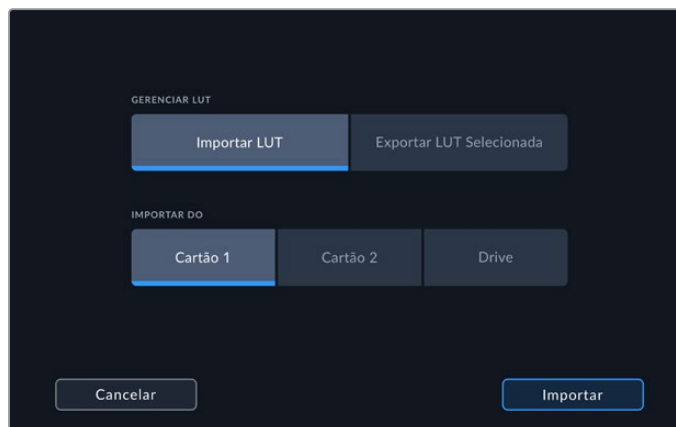 GERENCIAR LUT
Importar LUT Exportar LUT Selecionada
IMPORTAR DO
Cartão 1 Cartão 2 Drive
Cancelar Importar